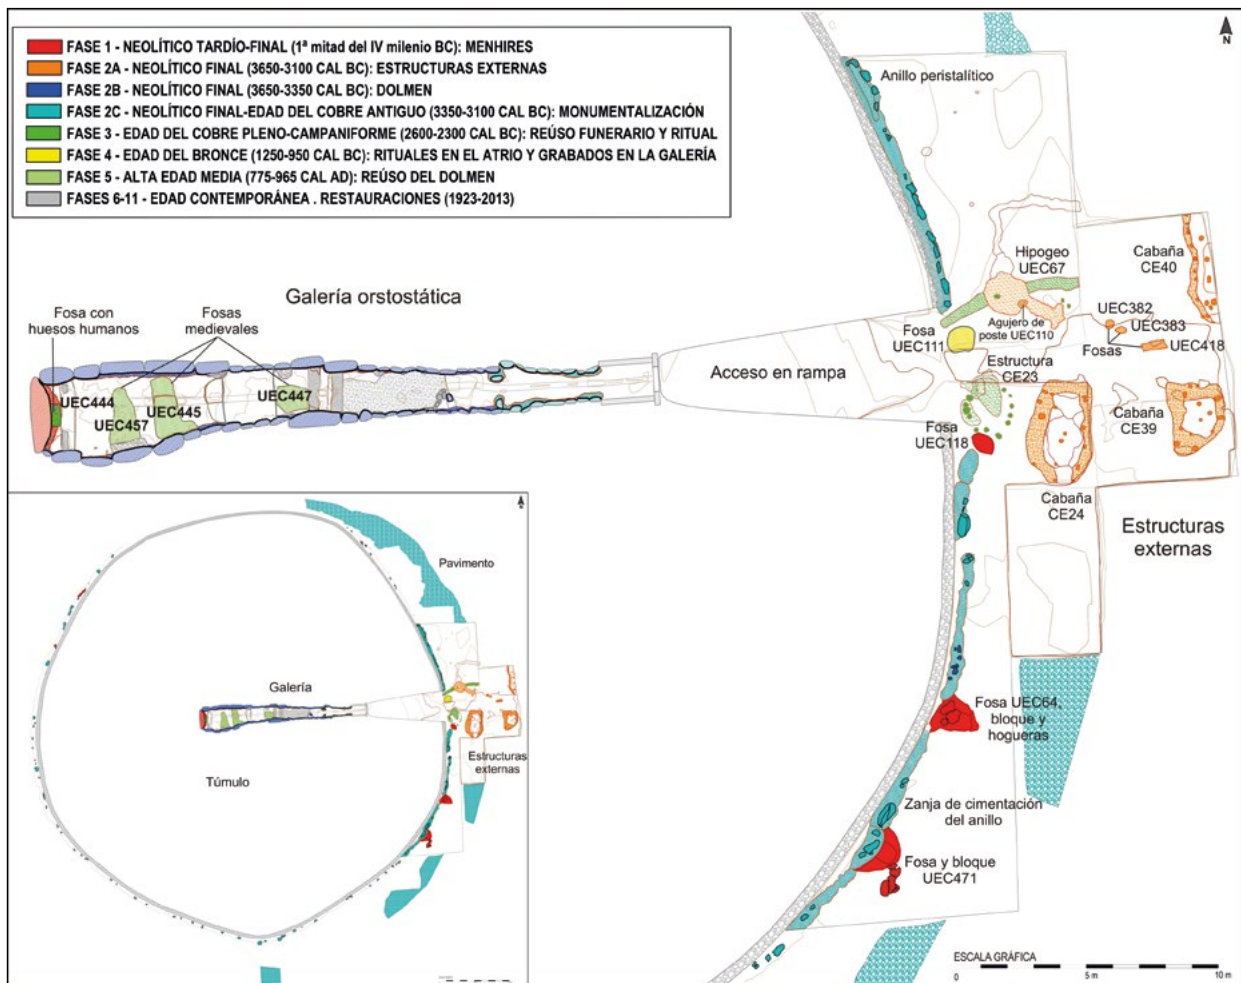 FASE 1 - NEOLÍTICO TARDÍO-FINAL (1ª mitad del IV milenio BC): MENHIRES
FASE 2A - NEOLÍTICO FINAL (3650-3100 CAL BC): ESTRUCTURAS EXTERNAS
FASE 2B - NEOLÍTICO FINAL (3650-3350 CAL BC): DOLMEN
FASE 2C - NEOLÍTICO FINAL-EDAD DEL COBRE ANTIGUO (3350-3100 CAL BC): MONUMENTALIZACIÓN
FASE 3 - EDAD DEL COBRE PLENO-CAMPANIFORME (2600-2300 CAL BC): REÚSO FUNERARIO Y RITUAL
FASE 4 - EDAD DEL BRONCE (1250-950 CAL BC): RITUALES EN EL ATRIO Y GRABADOS EN LA GALERÍA
FASE 5 - ALTA EDAD MEDIA (775-965 CAL AD): REÚSO DEL DOLMEN
FASES 6-11 - EDAD CONTEMPORÁNEA . RESTAURACIONES (1923-2013)
N
Anillo peristalítico
Hipogeo
UEC67
Cabaña
CE40
Galería orstostática
Fosa con
huesos humanos
Fosas
medievales
UEC444
UEC457
UEC445
UEC447
Acceso en rampa
Fosa
UEC111
Agujero de
poste UEC110
UEC382
UEC383
Fosas
UEC418
Estructura
CE23
Fosa
UEC118
Cabaña
CE39
Cabaña
CE24
Estructuras
externas
Fosa UEC64,
bloque y
hogueras
Zanja de cimentación
del anillo
Fosa y bloque
UEC471
Pavimento
Galería
Estructuras
externas
Túmulo
ESCALA GRÁFICA
0 5 m 10 m